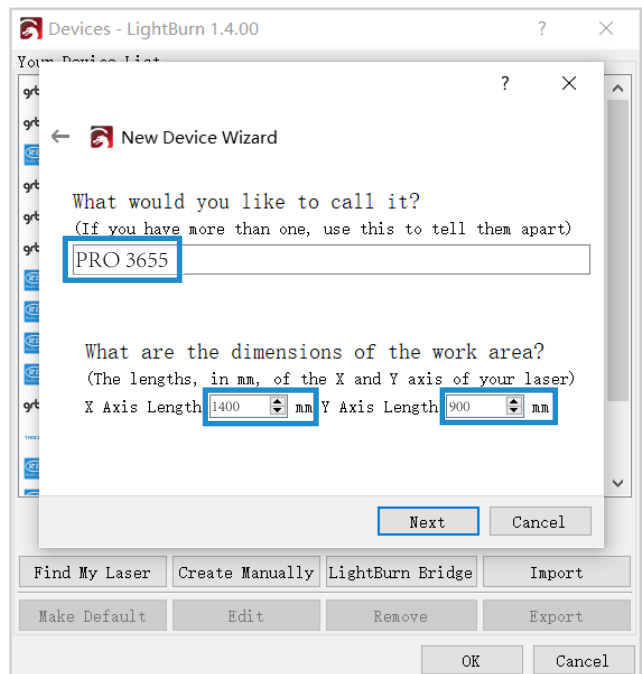 Devices - LightBurn 1.4.00 ? ×
Your Device List
? ×
← New Device Wizard
What would you like to call it?
(If you have more than one, use this to tell them apart)
PRO 3655
What are the dimensions of the work area?
(The lengths, in mm, of the X and Y axis of your laser)
X Axis Length 1400 mm Y Axis Length 900 mm
Next Cancel
Find My Laser Create Manually LightBurn Bridge Import
Make Default Edit Remove Export
OK Cancel